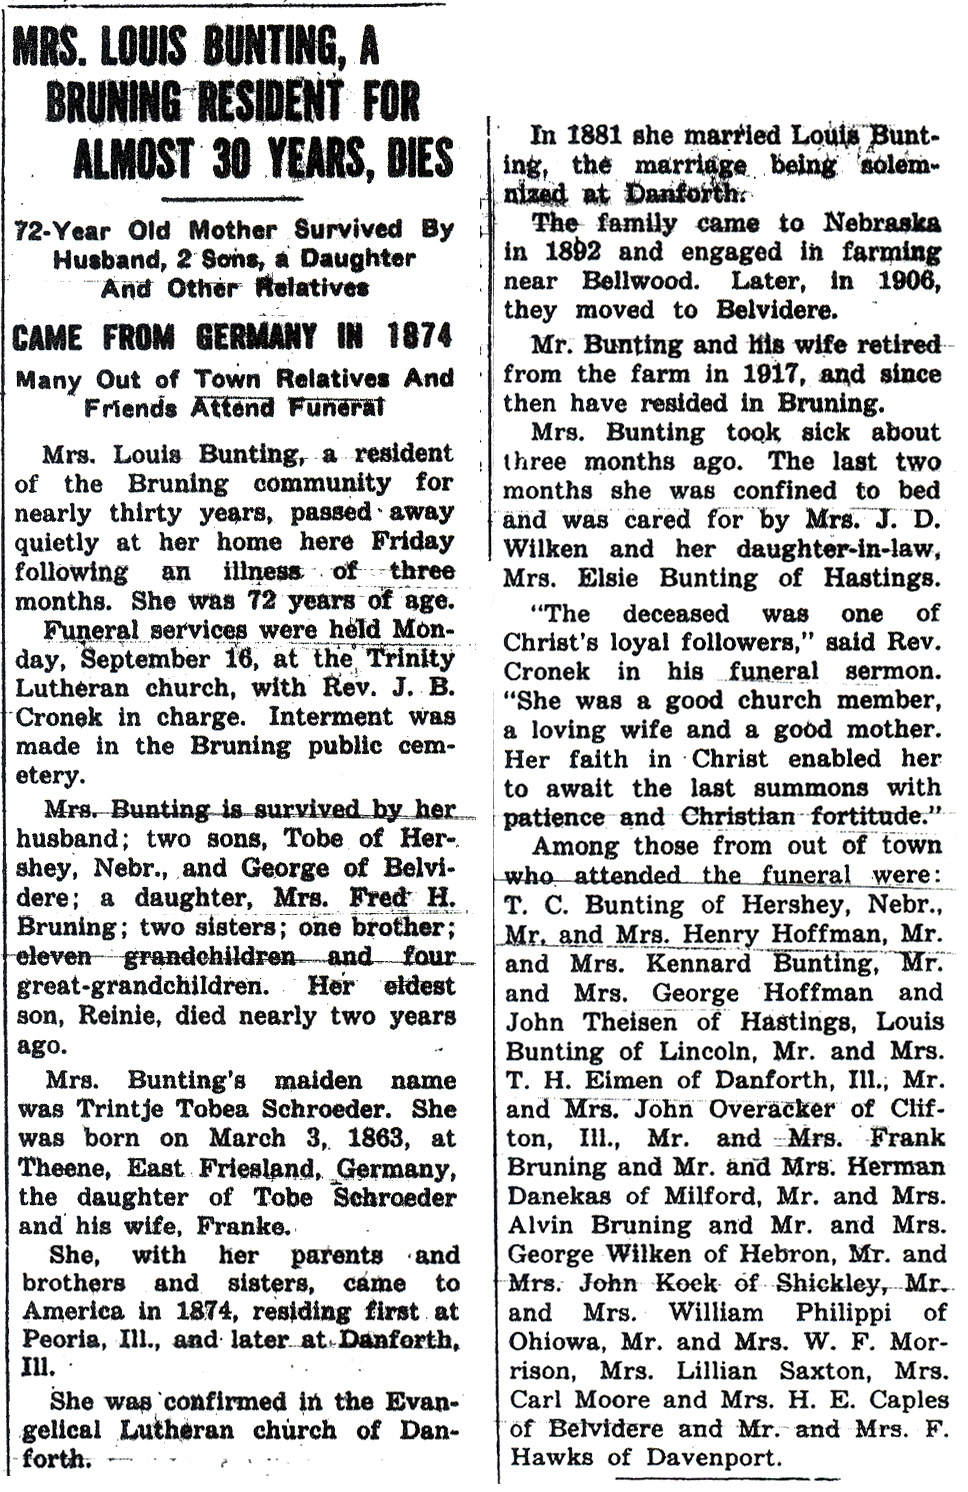 MRS. LOUIS BUNTING, A
BRUNING RESIDENT FOR
ALMOST 30 YEARS, DIES
72-Year Old Mother Survived By
Husband, 2 Sons, a Daughter
And Other Relatives
CAME FROM GERMANY IN 1874
Many Out of Town Relatives And
Friends Attend Funeral
Mrs. Louis Bunting, a resident
of the Bruning community for
nearly thirty years, passed away
quietly at her home here Friday
following an illness of three
months. She was 72 years of age.
Funeral services were held Mon-
day, September 16, at the Trinity
Lutheran church, with Rev. J. B.
Cronek in charge. Interment was
made in the Bruning public cem-
etery.
Mrs. Bunting is survived by her
husband; two sons, Tobe of Her-
shey, Nebr., and George of Belvi-
dere; a daughter, Mrs. Fred H.
Bruning; two sisters; one brother;
eleven grandchildren and four
great-grandchildren. Her eldest
son, Reinie, died nearly two years
ago.
Mrs. Bunting's maiden name
was Trintje Tobea Schroeder. She
was born on March 3, 1863, at
Theene, East Friesland, Germany,
the daughter of Tobe Schroeder
and his wife, Franke.
She, with her parents and
brothers and sisters, came to
America in 1874, residing first at
Peoria, Ill., and later at Danforth,
Ill.
She was confirmed in the Evan-
gelical Lutheran church of Dan-
forth.
In 1881 she married Louis Bunt-
ing, the marriage being solem-
nized at Danforth.
The family came to Nebraska
in 1892 and engaged in farming
near Bellwood. Later, in 1906,
they moved to Belvidere.
Mr. Bunting and his wife retired
from the farm in 1917, and since
then have resided in Bruning.
Mrs. Bunting took sick about
three months ago. The last two
months she was confined to bed
and was cared for by Mrs. J. D.
Wilken and her daughter-in-law,
Mrs. Elsie Bunting of Hastings.
"The deceased was one of
Christ's loyal followers," said Rev.
Cronek in his funeral sermon.
"She was a good church member,
a loving wife and a good mother.
Her faith in Christ enabled her
to await the last summons with
patience and Christian fortitude."
Among those from out of town
who attended the funeral were:
T. C. Bunting of Hershey, Nebr.,
Mr. and Mrs. Henry Hoffman, Mr.
and Mrs. Kennard Bunting, Mr.
and Mrs. George Hoffman and
John Theisen of Hastings, Louis
Bunting of Lincoln, Mr. and Mrs.
T. H. Eimen of Danforth, Ill., Mr.
and Mrs. John Overacker of Clif-
ton, Ill., Mr. and Mrs. Frank
Bruning and Mr. and Mrs. Herman
Danekas of Milford, Mr. and Mrs.
Alvin Bruning and Mr. and Mrs.
George Wilken of Hebron, Mr. and
Mrs. John Kock of Shickley, Mr.
and Mrs. William Philippi of
Ohiowa, Mr. and Mrs. W. F. Mor-
rison, Mrs. Lillian Saxton, Mrs.
Carl Moore and Mrs. H. E. Caples
of Belvidere and Mr. and Mrs. F.
Hawks of Davenport.